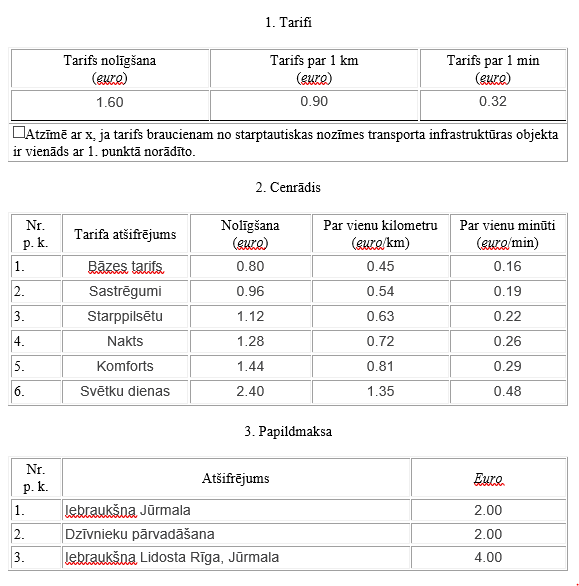 1. Tarifi
Tarifs nolīgšana Tarifs par 1 km Tarifs par 1 min
(euro) (euro) (euro)
1.60 0.90 0.32
Atzīmē ar x, ja tarifs braucienam no starptautiskas nozīmes transporta infrastruktūras objekta
ir vienāds ar 1. punktā norādīto.
2. Cenrādis
Nr. Nolīgšana Par vienu kilometru Par vienu minūti
p. k. Tarifa atšifrējums (euro) (euro/km) (euro/min)
1. Bāzes tarifs 0.80 0.45 0.16
2. Sastrēgumi 0.96 0.54 0.19
3. Starppilsētu 1.12 0.63 0.22
4. Nakts 1.28 0.72 0.26
5. Komforts 1.44 0.81 0.29
6. Svētku dienas 2.40 1.35 0.48
3. Papildmaksa
Nr.
p. k. Atšifrējums Euro
1. Iebraukšna Jūrmala 2.00
2. Dzīvnieku pārvadāšana 2.00
3. Iebraukšna Lidosta Rīga, Jūrmala 4.00